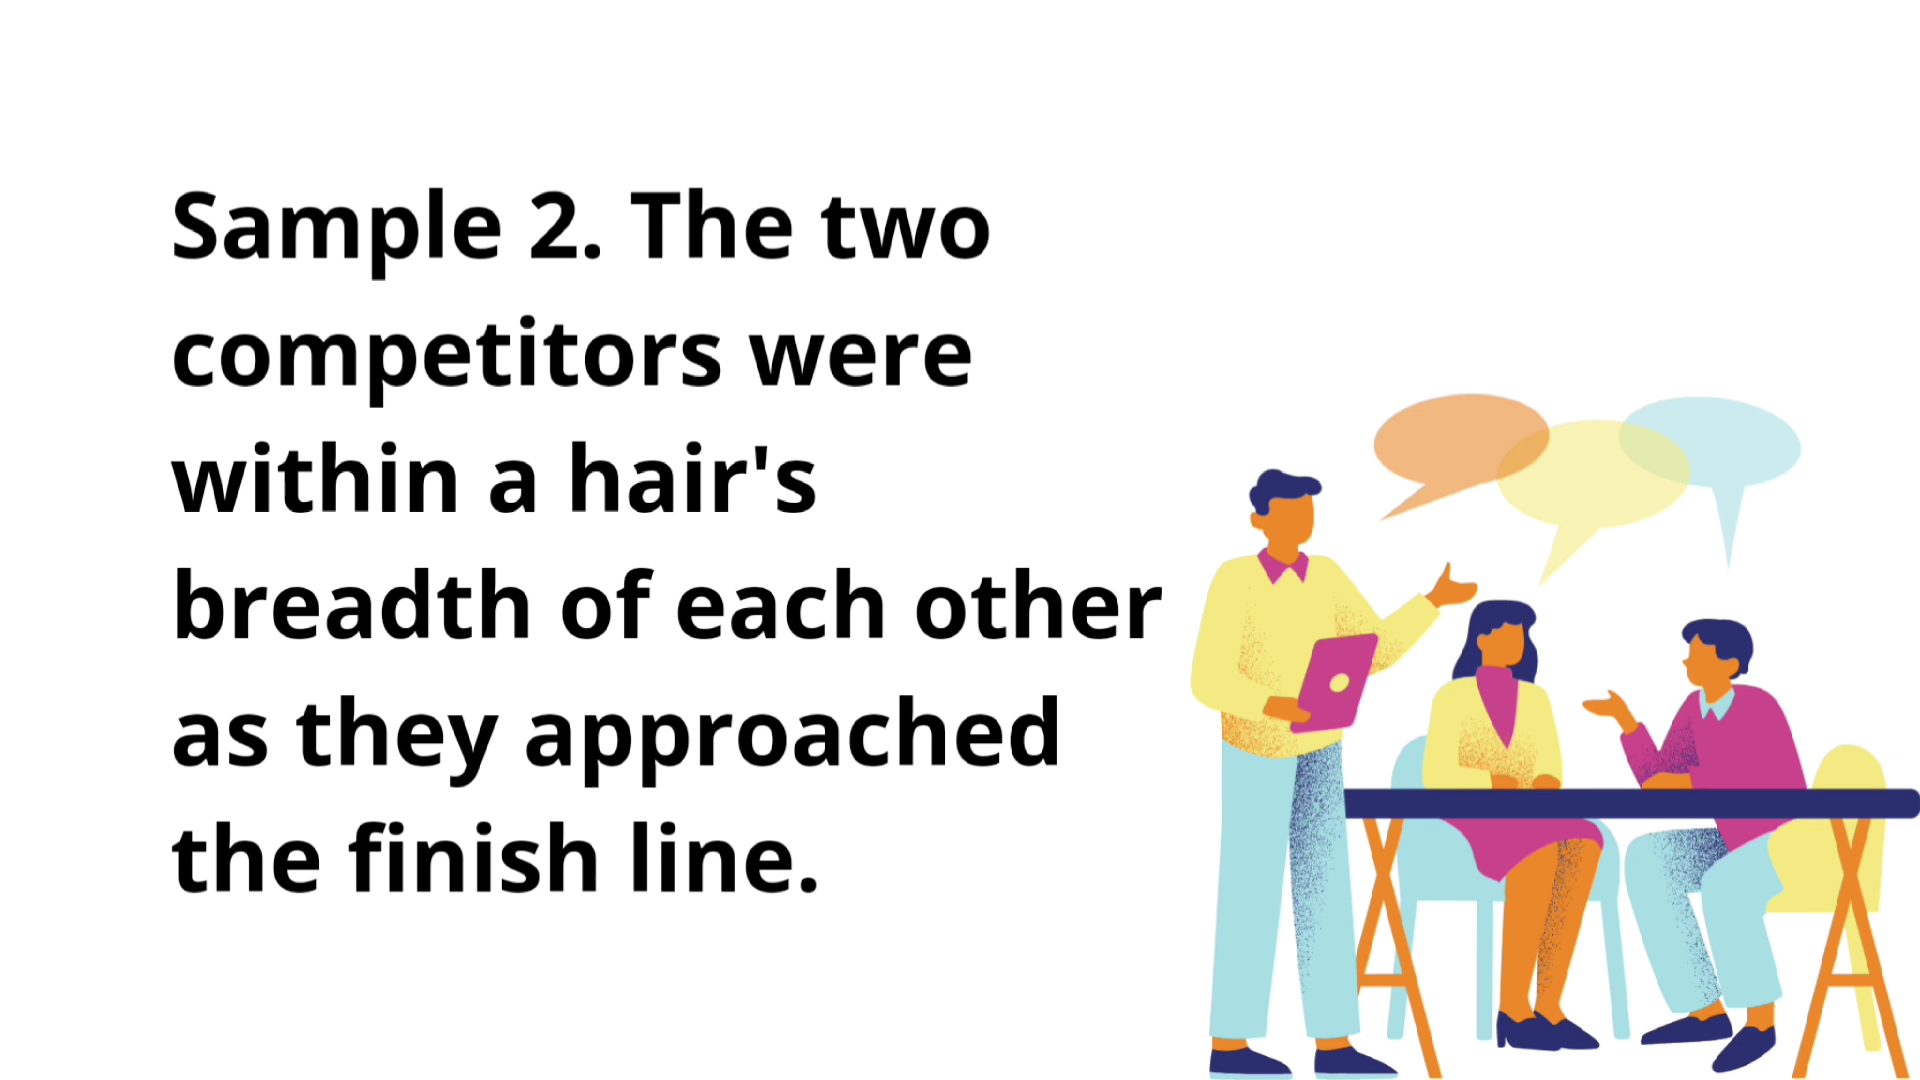 Sample 2. The two
competitors were
within a hair's
breadth of each other
as they approached
the finish line.